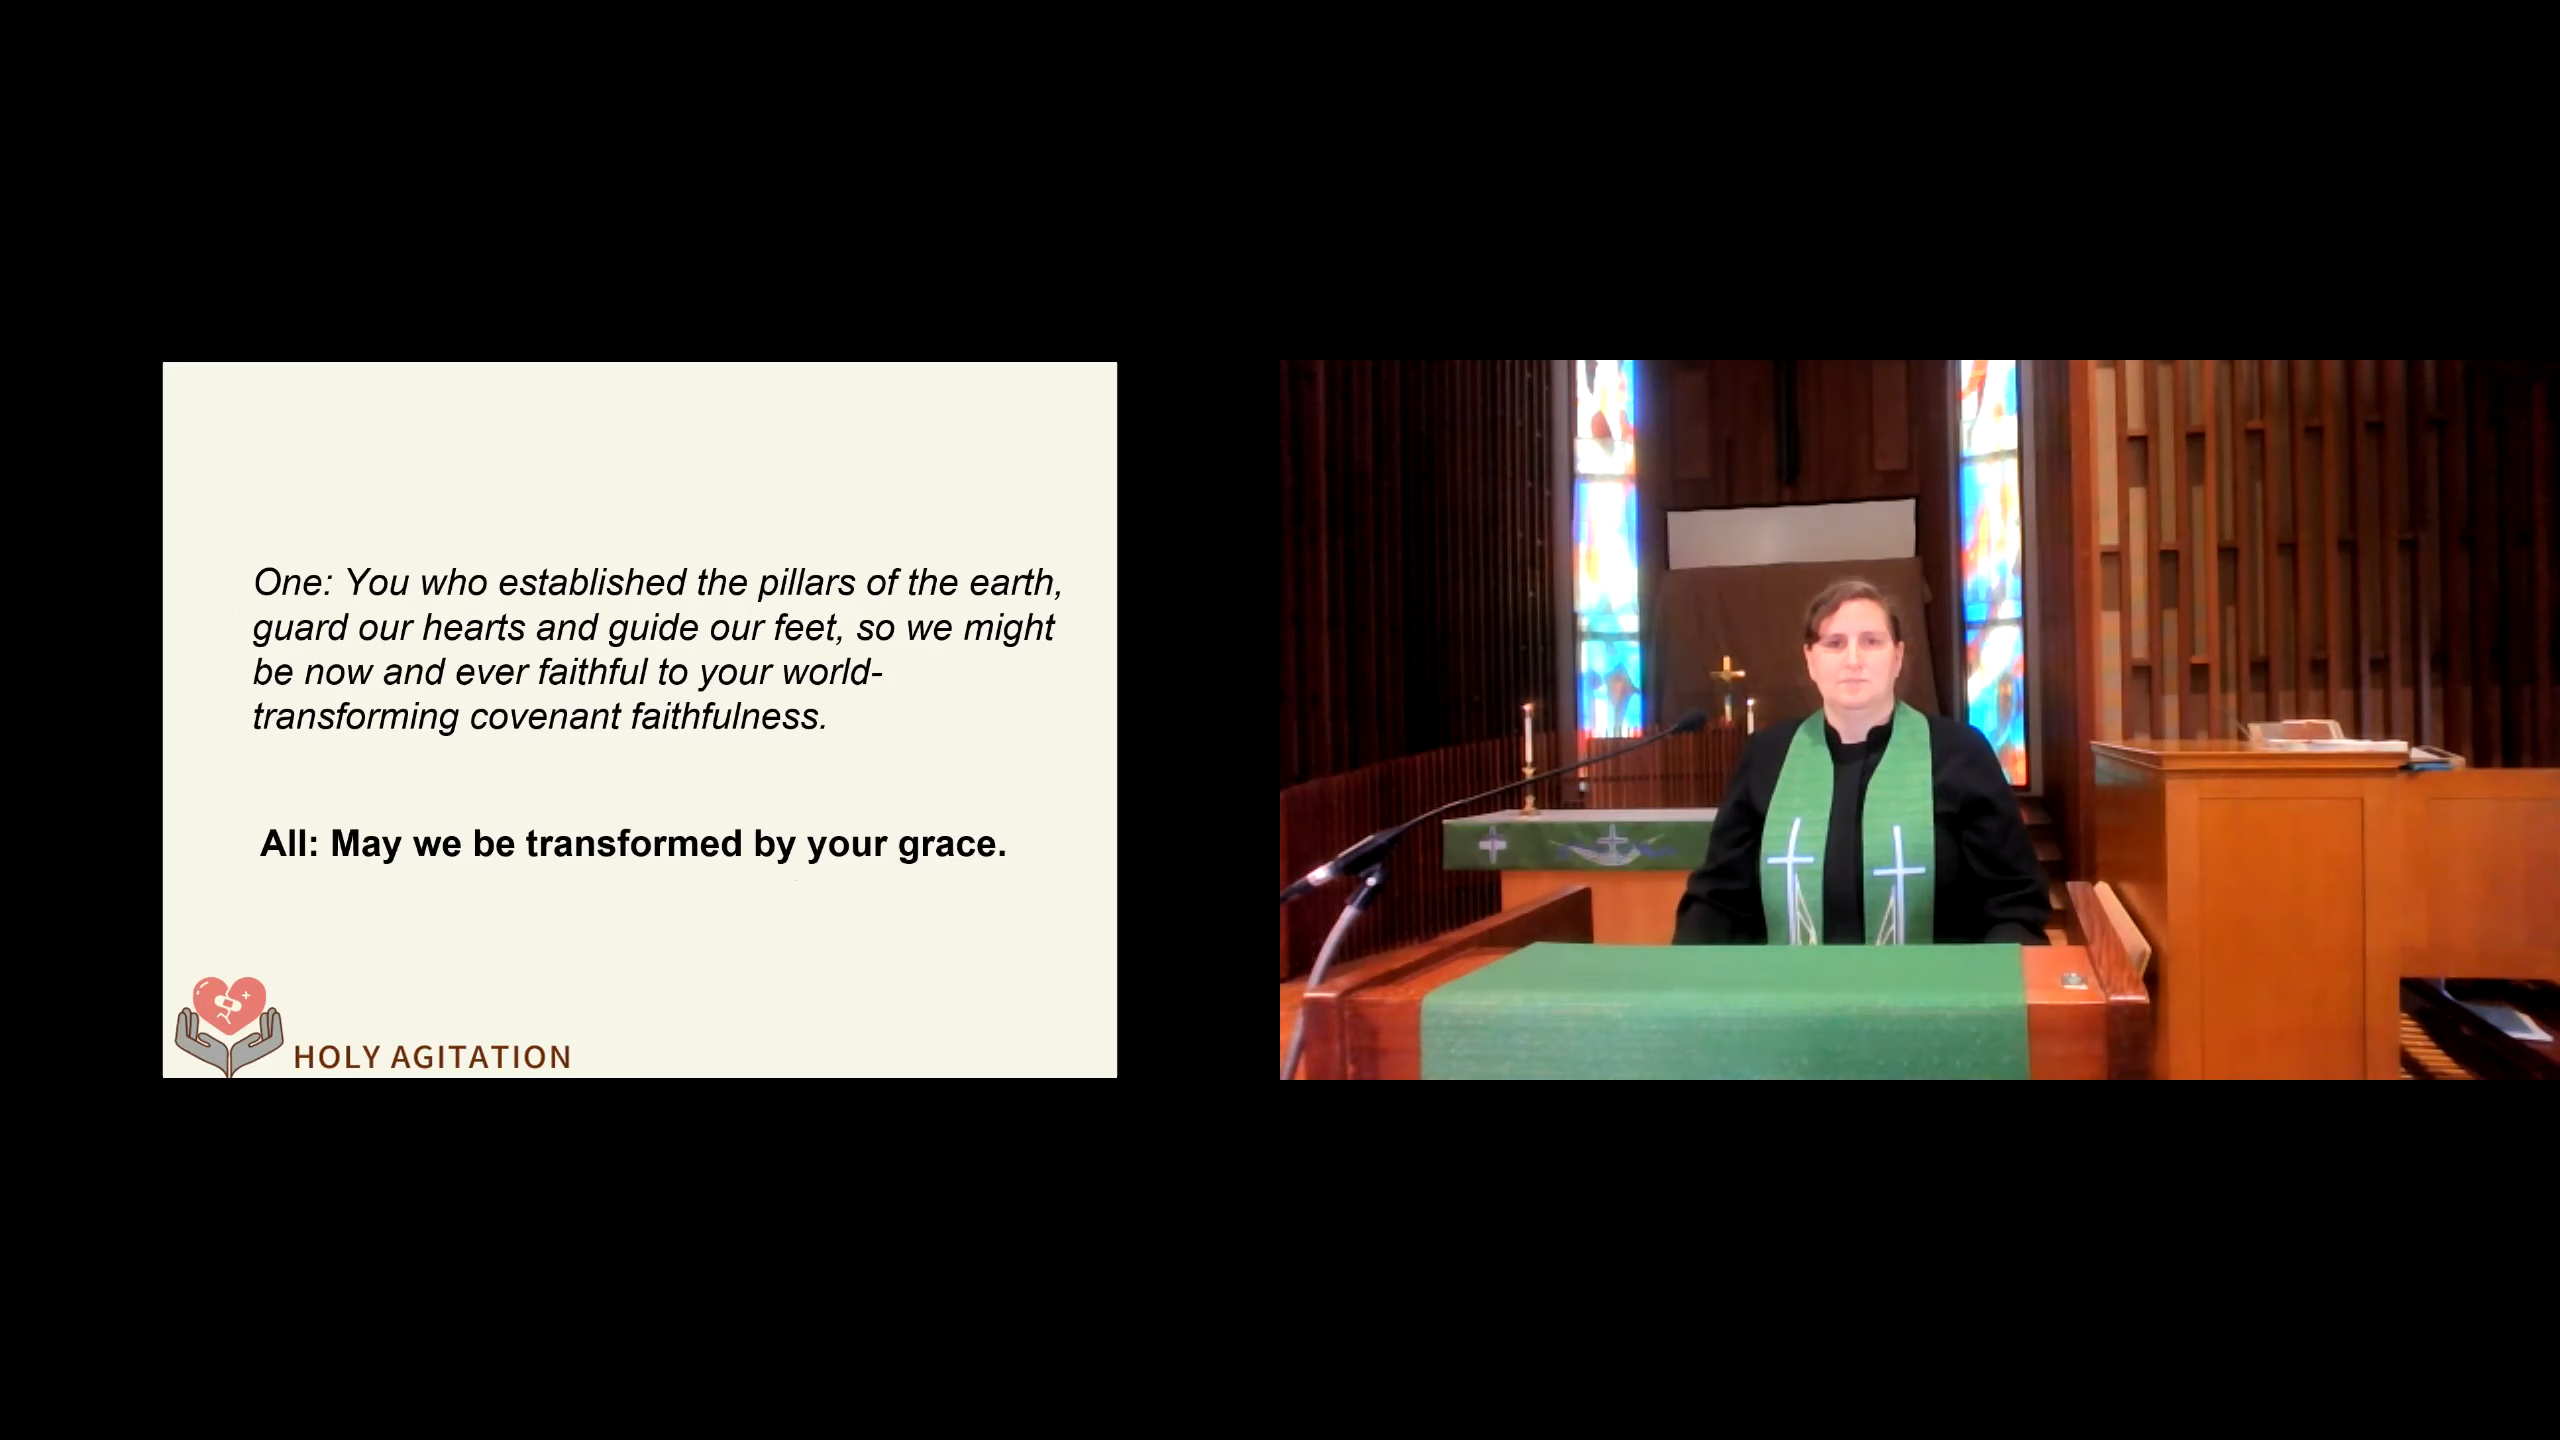 One: You who established the pillars of the earth,
guard our hearts and guide our feet, so we might
be now and ever faithful to your world-
transforming covenant faithfulness.
All: May we be transformed by your grace.
HOLY AGITATION